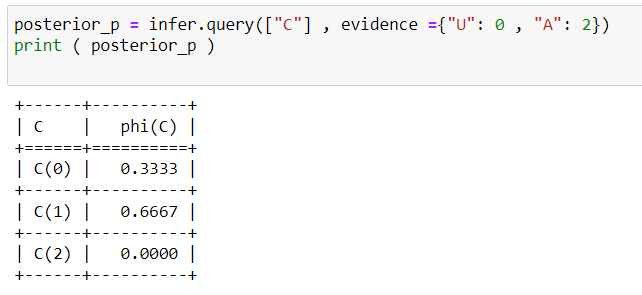 posterior_p = infer.query(["C"] , evidence ={"U": 0 , "A": 2})
print ( posterior_p )
+------+----------+
| C    |   phi(C) |
+======+==========+
| C(0) |   0.3333 |
+------+----------+
| C(1) |   0.6667 |
+------+----------+
| C(2) |   0.0000 |
+------+----------+